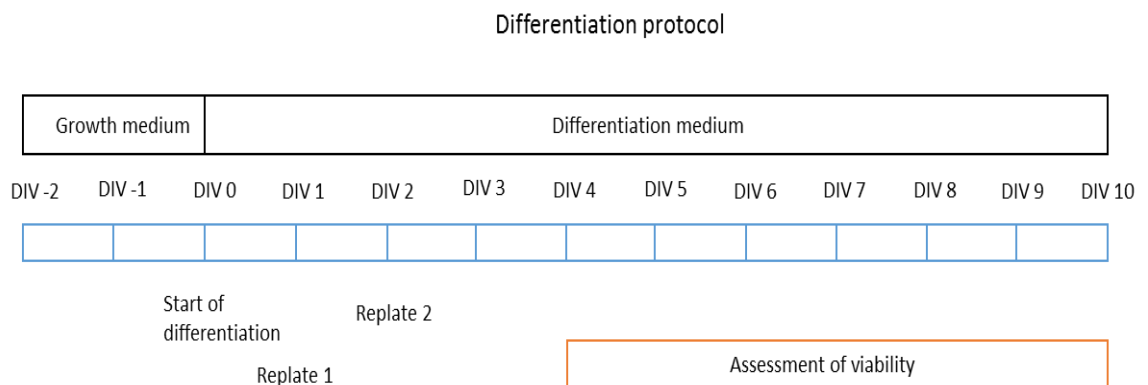 Differentiation protocol
Growth medium
Differentiation medium
DIV -2
DIV -1
DIV 0
DIV 1
DIV 2
DIV 3
DIV 4
DIV 5
DIV 6
DIV 7
DIV 8
DIV 9
DIV 10
Start of
differentiation
Replate 2
Replate 1
Assessment of viability